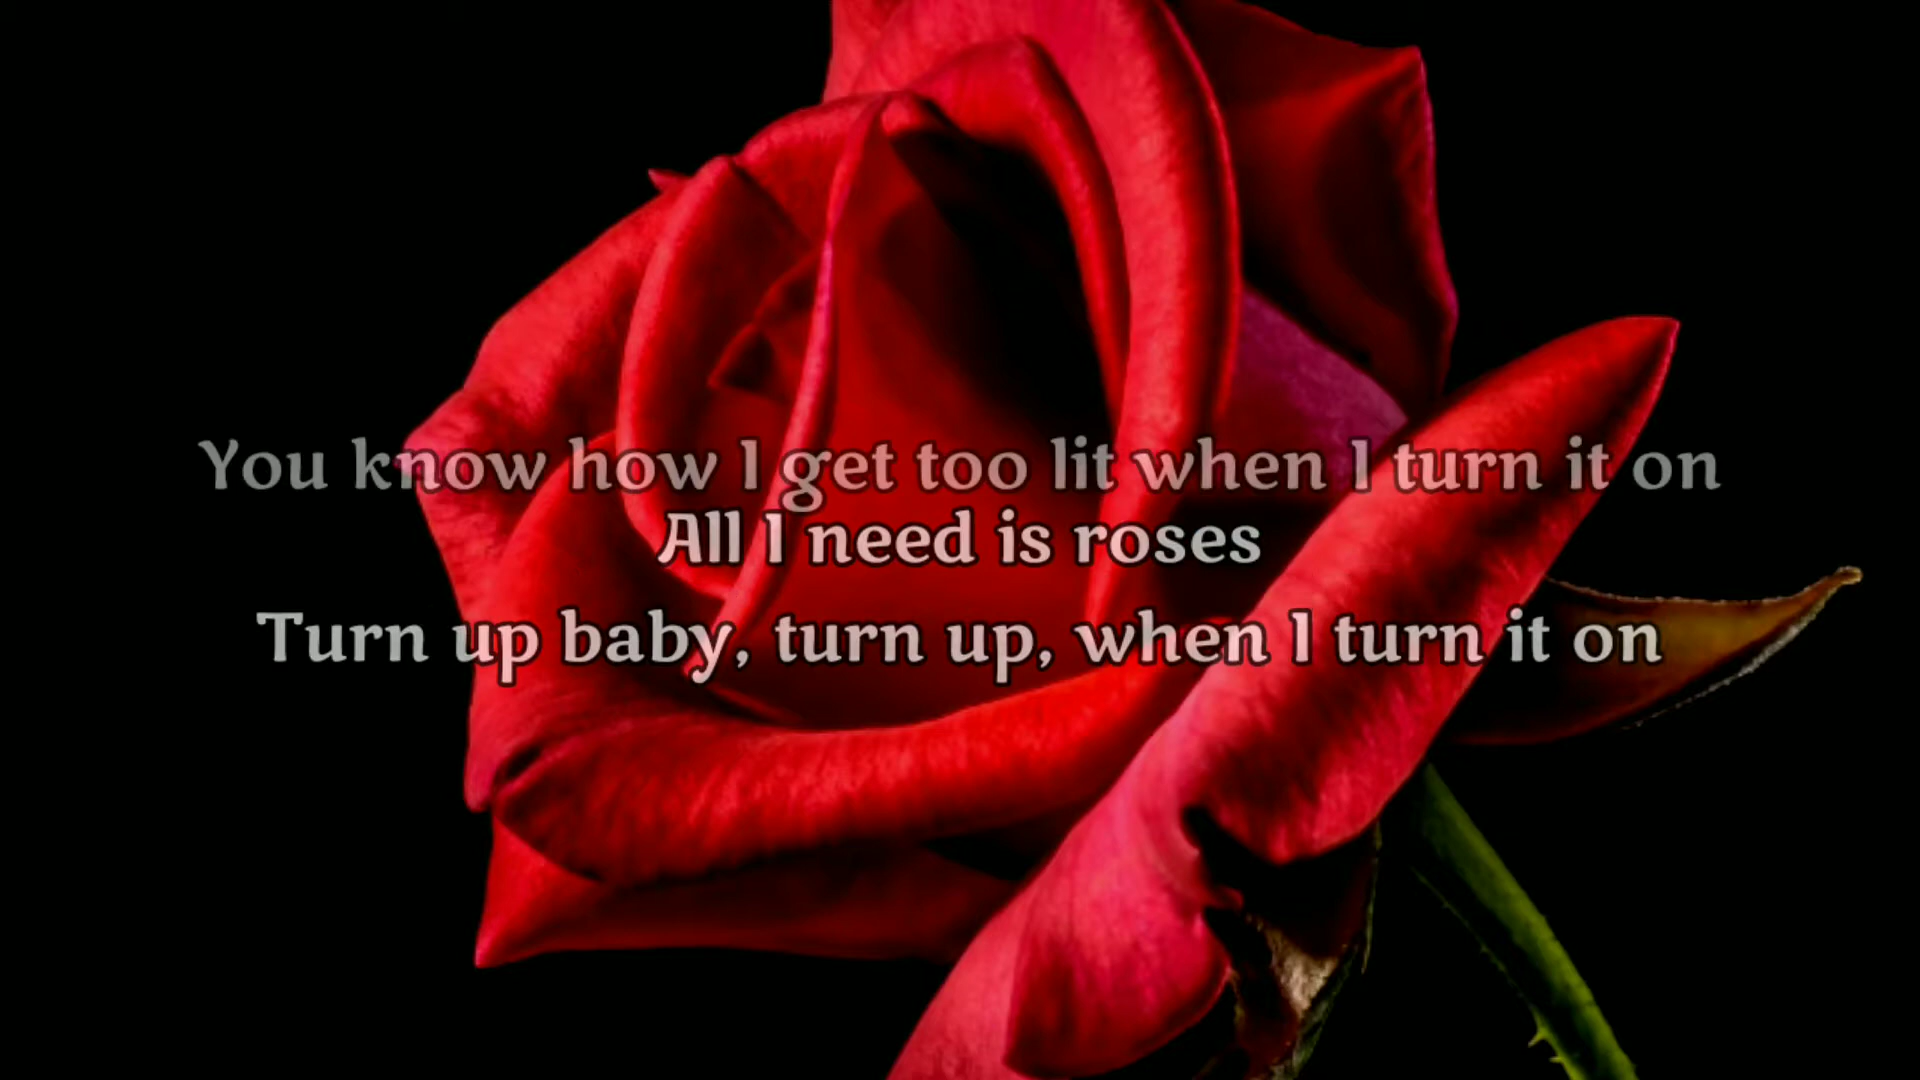 You know how I get too lit when I turn it on
All I need is roses
Turn up baby, turn up, when I turn it on